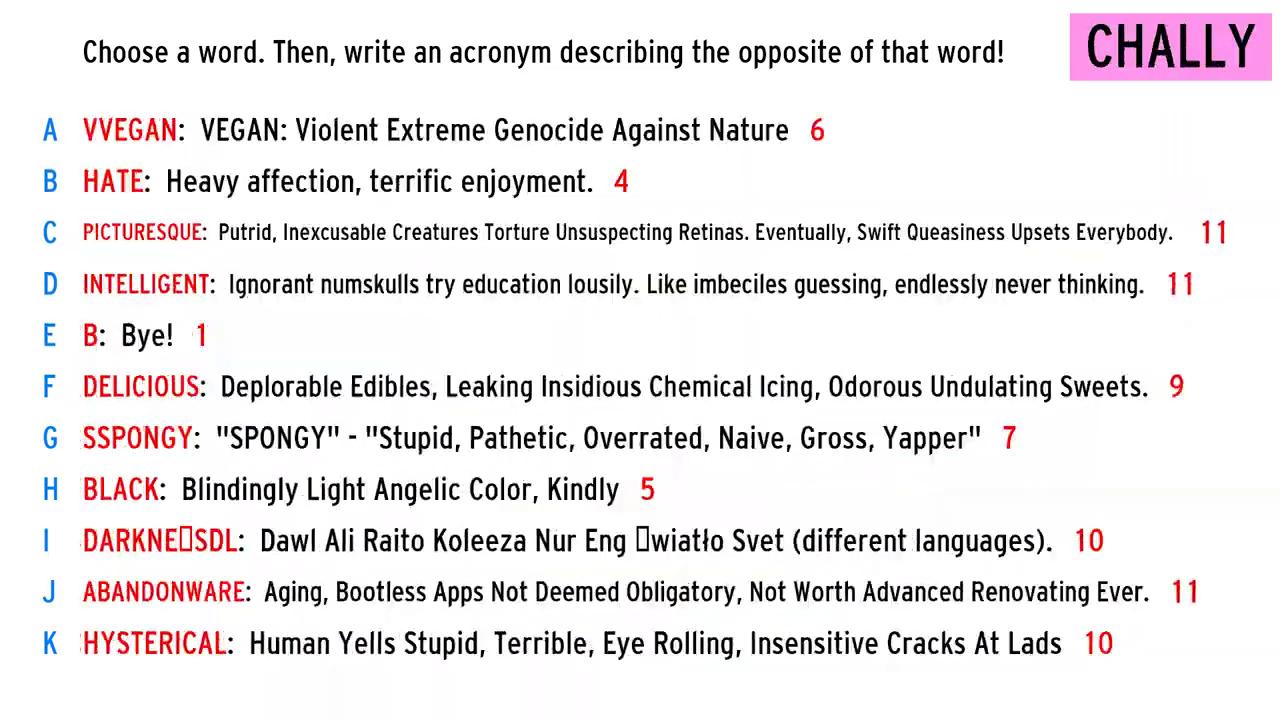 Choose a word. Then, write an acronym describing the opposite of that word!
CHALLY
A VVEGAN: VEGAN: Violent Extreme Genocide Against Nature 6
B HATE: Heavy affection, terrific enjoyment. 4
C PICTURESQUE: Putrid, Inexcusable Creatures Torture Unsuspecting Retinas. Eventually, Swift Queasiness Upsets Everybody. 11
D INTELLIGENT: Ignorant numskulls try education lousily. Like imbeciles guessing, endlessly never thinking. 11
E B: Bye! 1
F DELICIOUS: Deplorable Edibles, Leaking Insidious Chemical Icing, Odorous Undulating Sweets. 9
G SSPONGY: "SPONGY" - "Stupid, Pathetic, Overrated, Naive, Gross, Yapper" 7
H BLACK: Blindingly Light Angelic Color, Kindly 5
I DARKNE▯SDL: Dawl Ali Raito Koleeza Nur Eng ▯wiatło Svet (different languages). 10
J ABANDONWARE: Aging, Bootless Apps Not Deemed Obligatory, Not Worth Advanced Renovating Ever. 11
K HYSTERICAL: Human Yells Stupid, Terrible, Eye Rolling, Insensitive Cracks At Lads 10